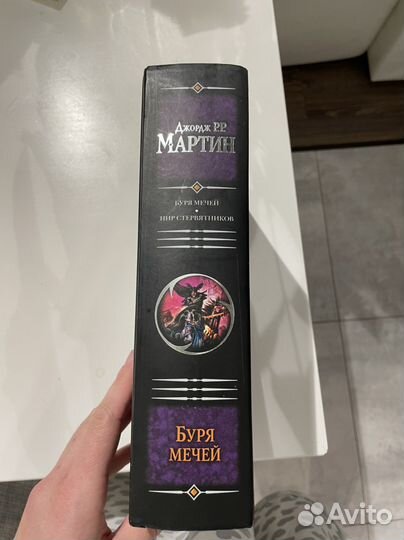 Джордж Р.Р.
Мартин
Буря мечей
•
Пир стервятников
Буря
мечей
Avito